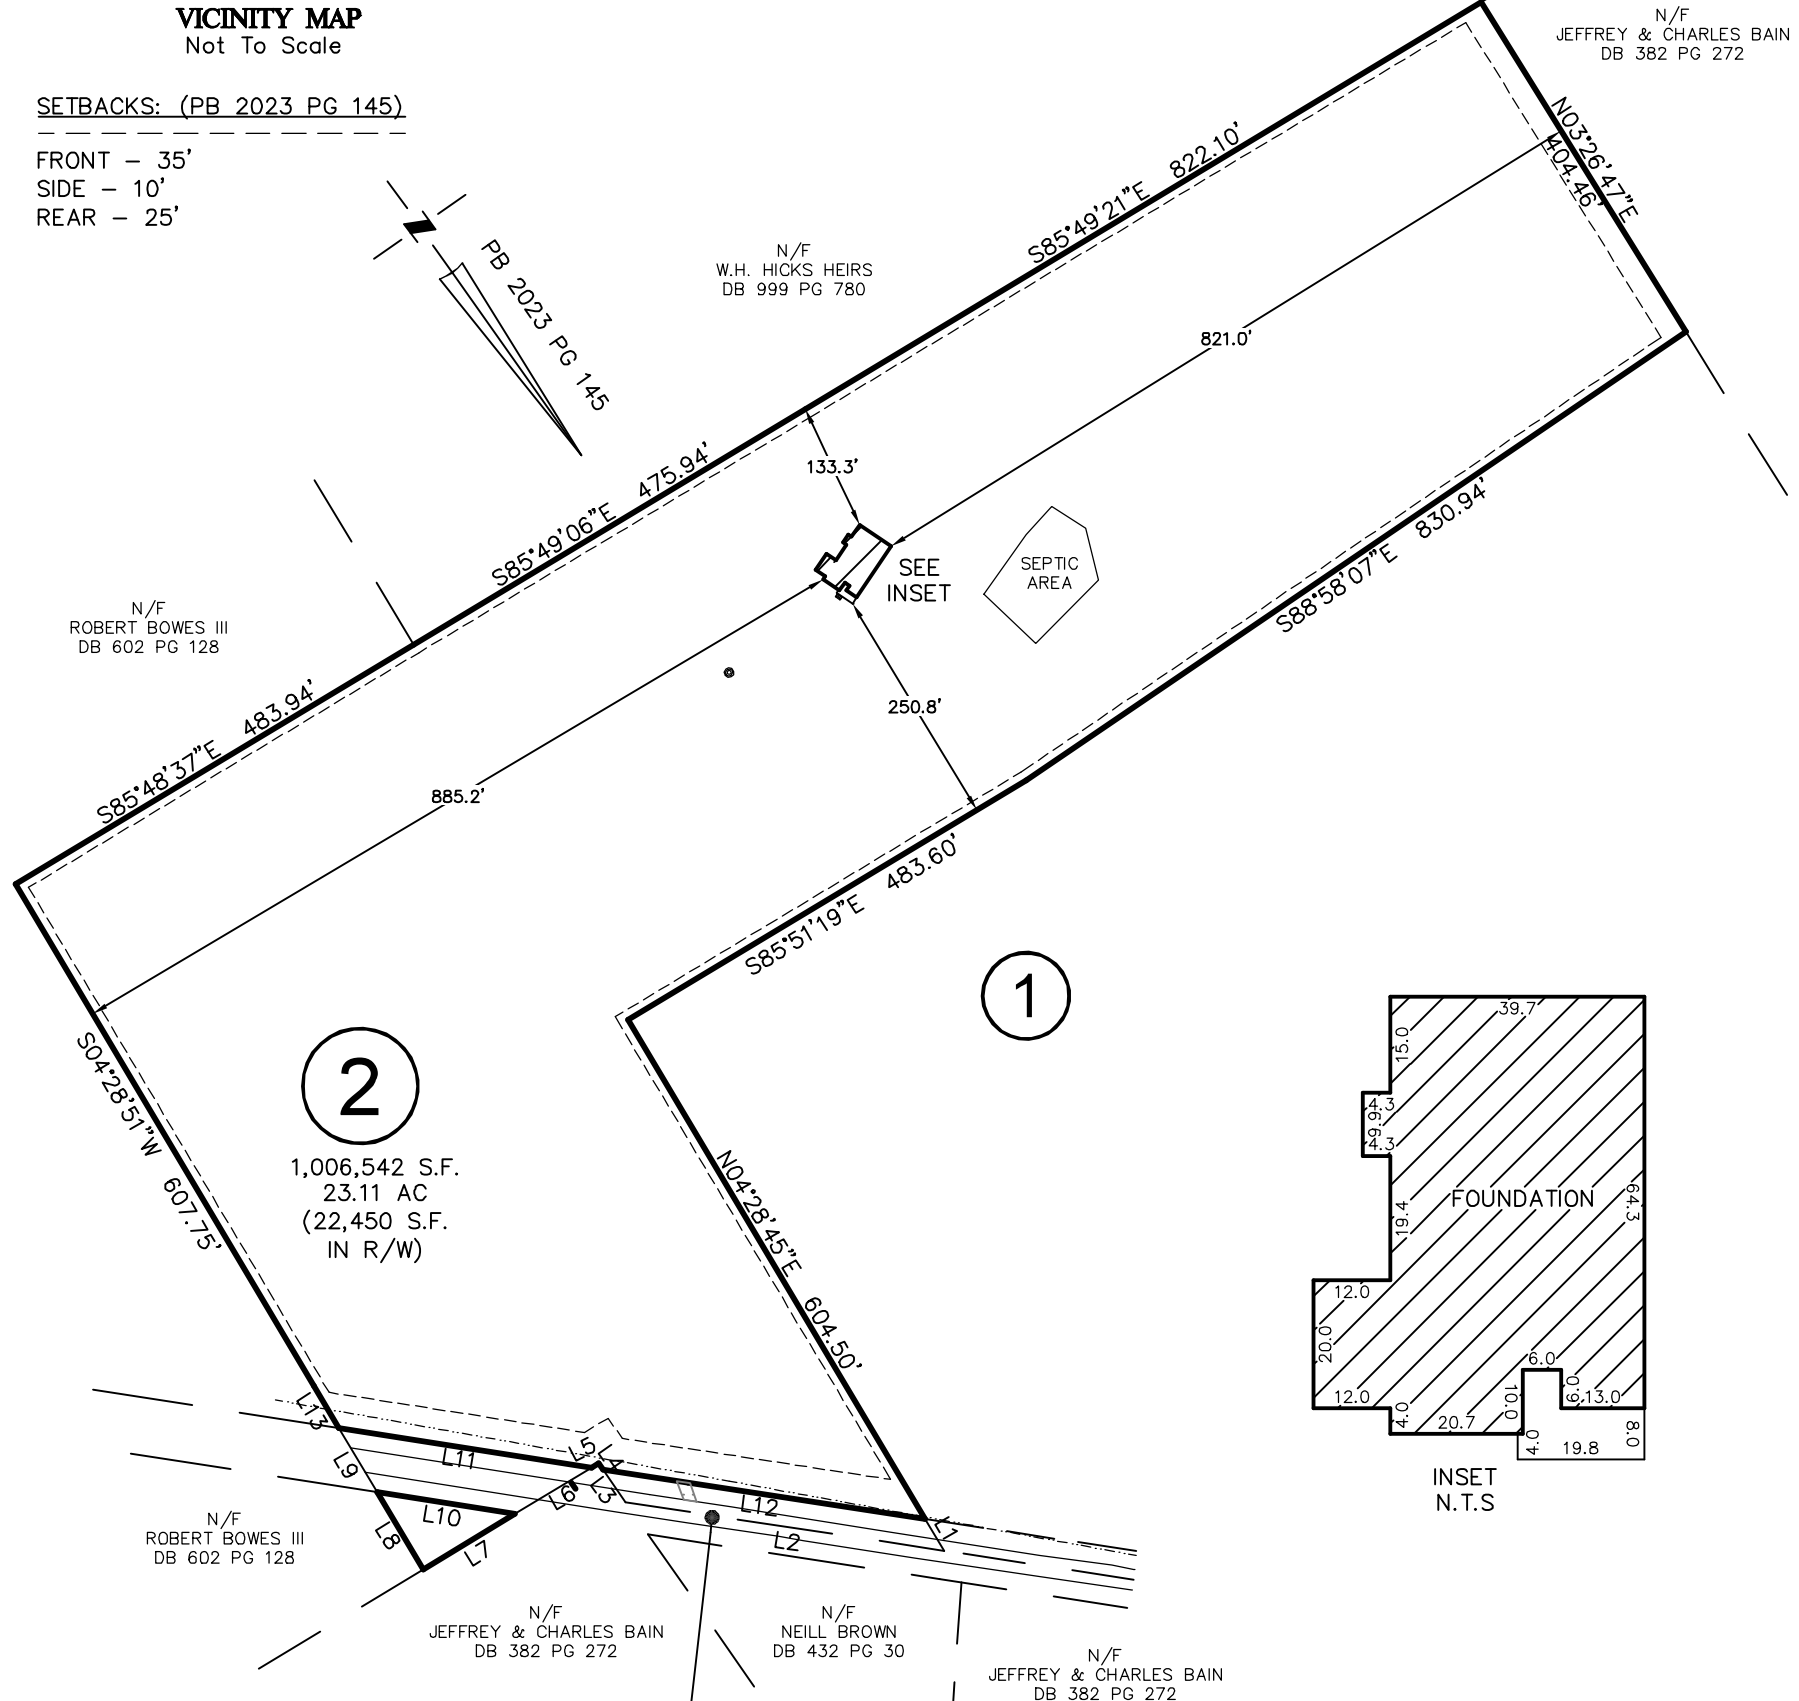 VICINITY MAP
Not To Scale
SETBACKS: (PB 2023 PG 145)
FRONT – 35'
SIDE – 10'
REAR – 25'
PB 2023 PG 145
N/F
JEFFREY & CHARLES BAIN
DB 382 PG 272
N03°26'47"E
404.46'
S85°49'21"E 822.10'
N/F
W.H. HICKS HEIRS
DB 999 PG 780
821.0'
133.3'
S85°49'06"E 475.94'
SEE
INSET
SEPTIC
AREA
S88°58'07"E 830.94'
N/F
ROBERT BOWES III
DB 602 PG 128
250.8'
S85°48'37"E 483.94'
885.2'
S85°51'19"E 483.60'
1
2
1,006,542 S.F.
23.11 AC
(22,450 S.F.
IN R/W)
S04°28'51"W 607.75'
N04°28'45"E 604.50'
39.7
15.0
4.3
9.9
4.3
19.4
FOUNDATION
64.3
12.0
20.0
12.0
4.0
20.7
10.0
6.0
6.0
13.0
4.0
19.8
8.0
INSET
N.T.S
L13
L11
L5
L4
L9
L6
L3
L12
L1
L10
L2
L8
L7
N/F
ROBERT BOWES III
DB 602 PG 128
N/F
JEFFREY & CHARLES BAIN
DB 382 PG 272
N/F
NEILL BROWN
DB 432 PG 30
N/F
JEFFREY & CHARLES BAIN
DB 382 PG 272